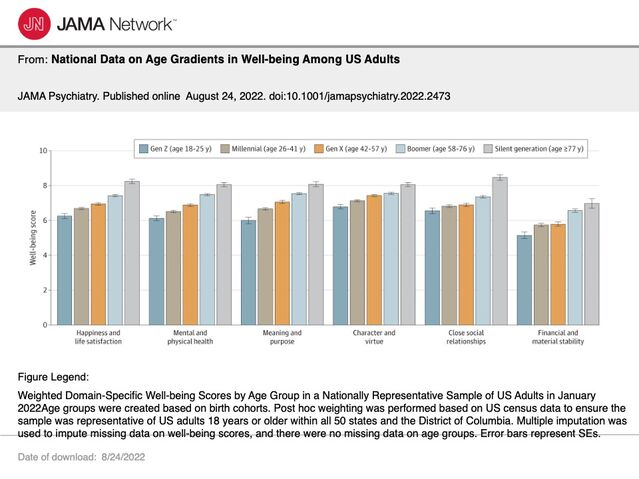 JN JAMA Network™
From: National Data on Age Gradients in Well-being Among US Adults
JAMA Psychiatry. Published online August 24, 2022. doi:10.1001/jamapsychiatry.2022.2473
Gen Z (age 18-25 y) Millennial (age 26-41 y) Gen X (age 42-57 y) Boomer (age 58-76 y) Silent generation (age ≥77 y)
10
8
6
4
2
0
Well-being score
Happiness and
life satisfaction
Mental and
physical health
Meaning and
purpose
Character and
virtue
Close social
relationships
Financial and
material stability
Figure Legend:
Weighted Domain-Specific Well-being Scores by Age Group in a Nationally Representative Sample of US Adults in January
2022Age groups were created based on birth cohorts. Post hoc weighting was performed based on US census data to ensure the
sample was representative of US adults 18 years or older within all 50 states and the District of Columbia. Multiple imputation was
used to impute missing data on well-being scores, and there were no missing data on age groups. Error bars represent SEs.
Date of download: 8/24/2022